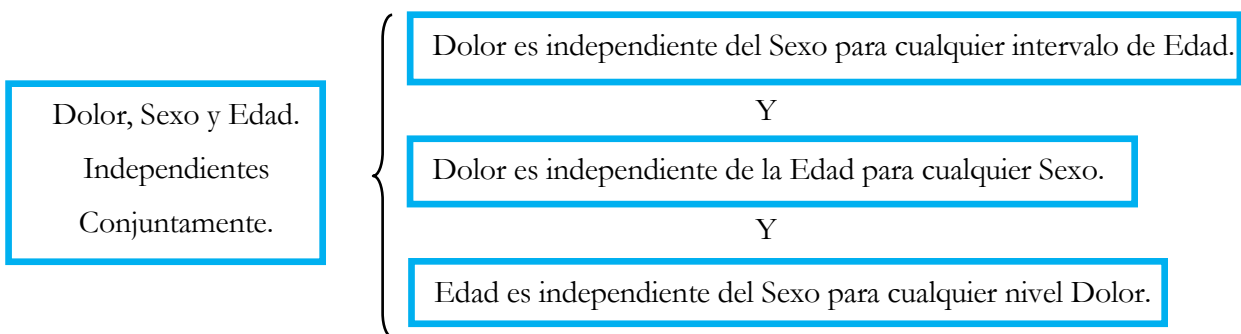 Dolor, Sexo y Edad.
Independientes
Conjuntamente.
Dolor es independiente del Sexo para cualquier intervalo de Edad.
Y
Dolor es independiente de la Edad para cualquier Sexo.
Y
Edad es independiente del Sexo para cualquier nivel Dolor.